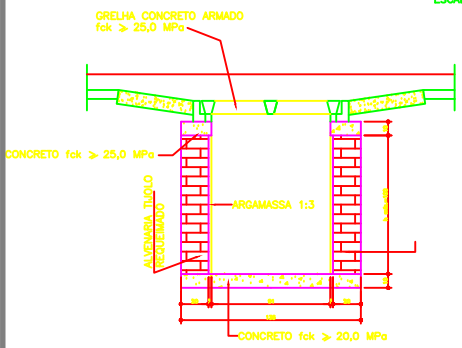 GRELHA CONCRETO ARMADO
fck ≥ 25,0 MPa
CONCRETO fck ≥ 25,0 MPa
ALVENARIA TIJOLO
REQUEIMADO
ARGAMASSA 1:3
CONCRETO fck ≥ 20,0 MPa